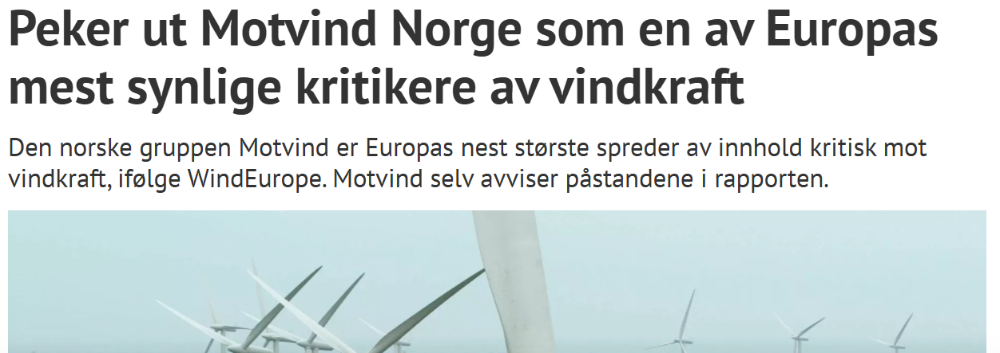 Peker ut Motvind Norge som en av Europas
mest synlige kritikere av vindkraft
Den norske gruppen Motvind er Europas nest største spreder av innhold kritisk mot
vindkraft, ifølge WindEurope. Motvind selv avviser påstandene i rapporten.